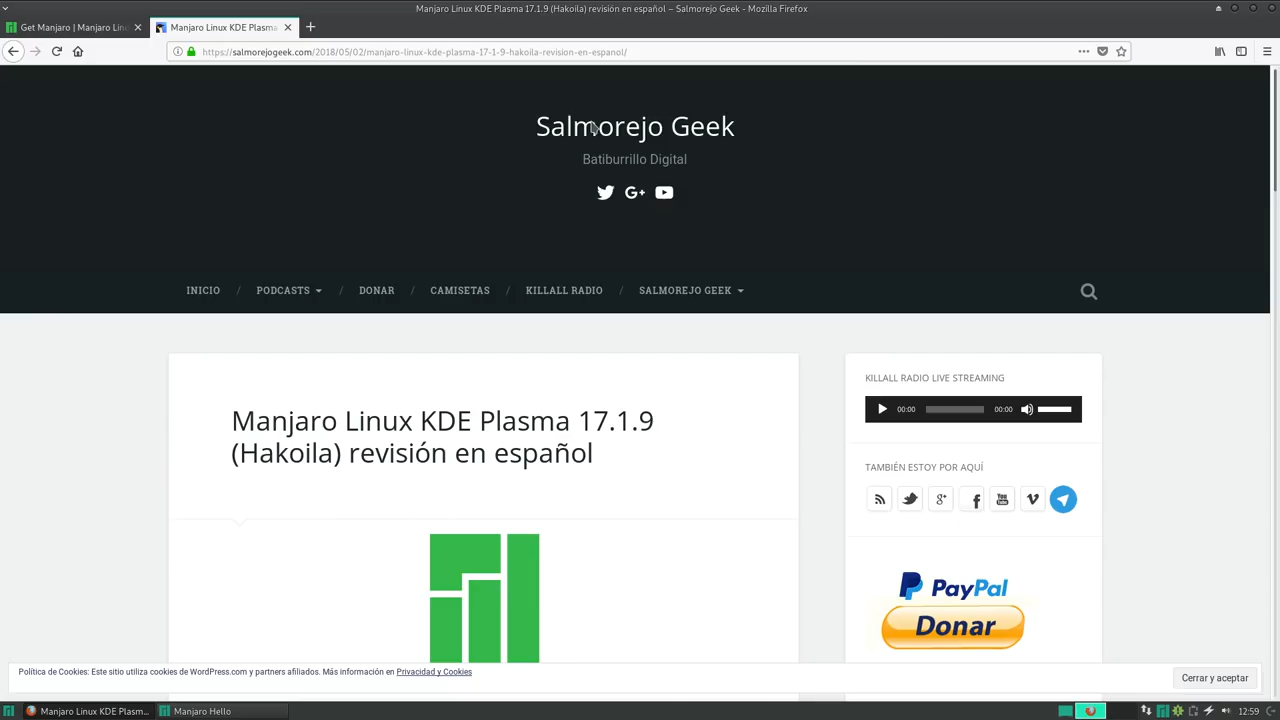 Manjaro Linux KDE Plasma 17.1.9 (Hakoila) revisión en español – Salmorejo Geek - Mozilla Firefox
Get Manjaro | Manjaro Lin
Manjaro Linux KDE Plasma
https://salmorejogeek.com/2018/05/02/manjaro-linux-kde-plasma-17-1-9-hakoila-revision-en-espanol/
Salmorejo Geek
Batiburrillo Digital
INICIO / PODCASTS / DONAR / CAMISETAS / KILLALL RADIO / SALMOREJO GEEK
Manjaro Linux KDE Plasma 17.1.9
(Hakoila) revisión en español
KILLALL RADIO LIVE STREAMING
00:00 00:00
TAMBIÉN ESTOY POR AQUÍ
PayPal
Donar
Política de Cookies: Este sitio utiliza cookies de WordPress.com y partners afiliados. Más información en Privacidad y Cookies
Cerrar y aceptar
Manjaro Linux KDE Plasm...
Manjaro Hello
12:59